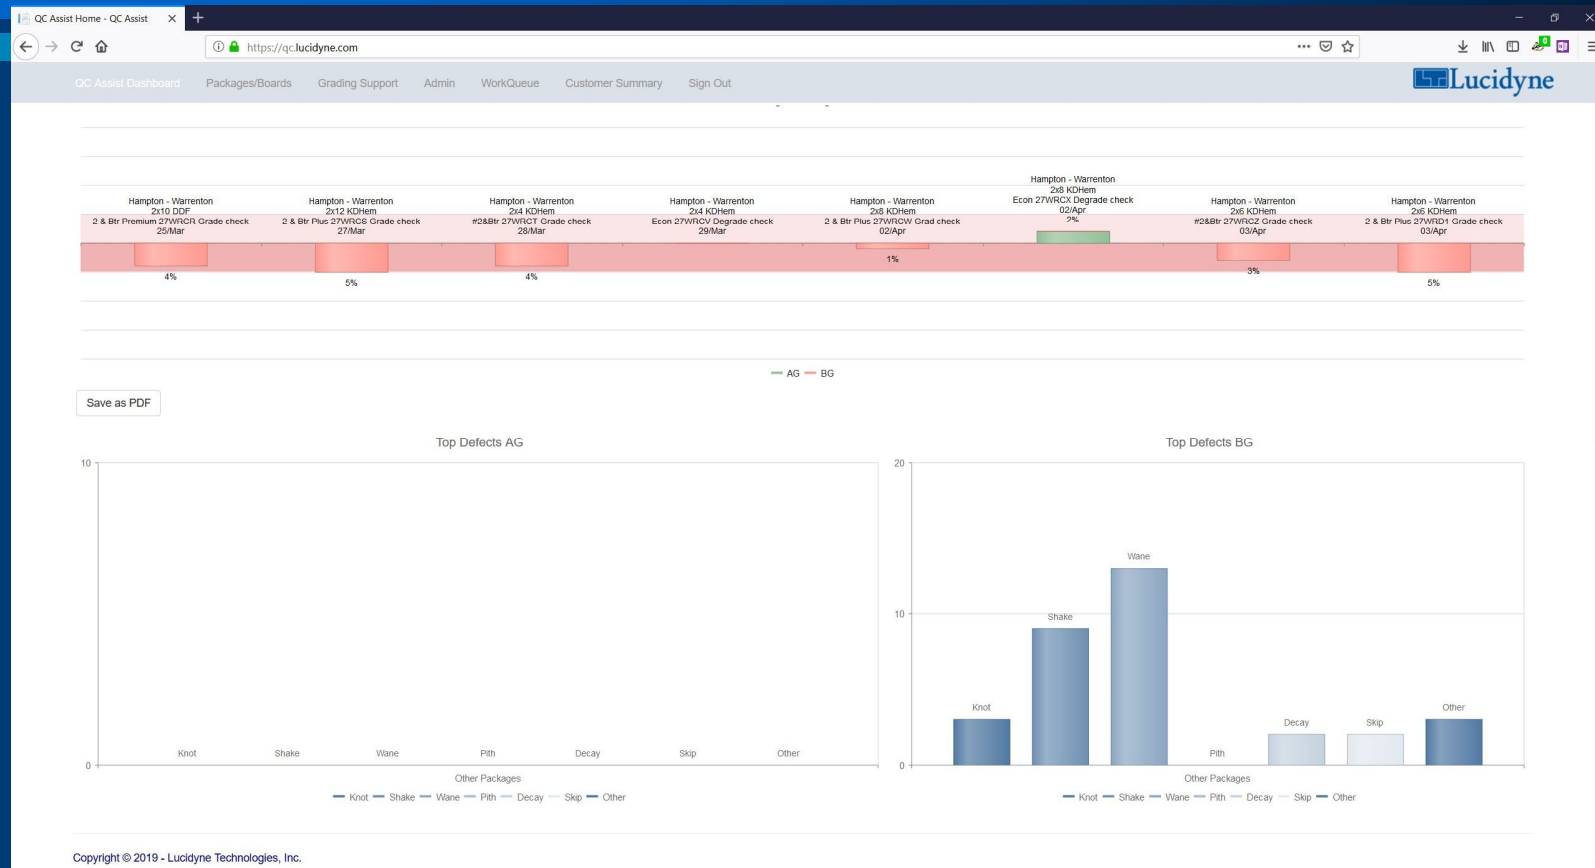 QC Assist Home - QC Assist
https://qc.lucidyne.com
QC Assist Dashboard Packages/Boards Grading Support Admin WorkQueue Customer Summary Sign Out
Lucidyne
Hampton - Warrenton
2x10 DDF
2 & Btr Premium 27WRCR Grade check
25/Mar
4%
Hampton - Warrenton
2x12 KDHem
2 & Btr Plus 27WRCS Grade check
27/Mar
5%
Hampton - Warrenton
2x4 KDHem
#2&Btr 27WRCT Grade check
28/Mar
4%
Hampton - Warrenton
2x4 KDHem
Econ 27WRCV Degrade check
29/Mar
Hampton - Warrenton
2x8 KDHem
2 & Btr Plus 27WRCW Grad check
02/Apr
1%
Hampton - Warrenton
2x8 KDHem
Econ 27WRCX Degrade check
02/Apr
2%
Hampton - Warrenton
2x6 KDHem
#2&Btr 27WRCZ Grade check
03/Apr
3%
Hampton - Warrenton
2x6 KDHem
2 & Btr Plus 27WRD1 Grade check
03/Apr
5%
AG BG
Save as PDF
Top Defects AG
10
0
Knot Shake Wane Pith Decay Skip Other
Other Packages
Knot Shake Wane Pith Decay Skip Other
Top Defects BG
20
10
0
Knot Shake Wane Pith Decay Skip Other
Other Packages
Knot Shake Wane Pith Decay Skip Other
Copyright © 2019 - Lucidyne Technologies, Inc.